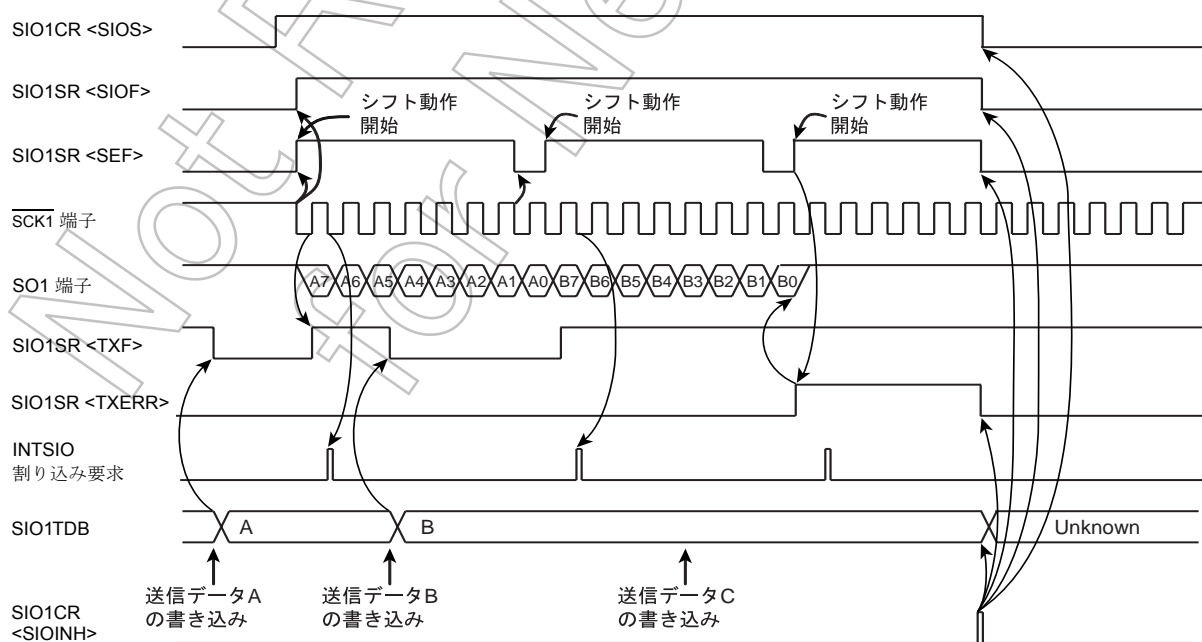 SIO1CR <SIOS>
SIO1SR <SIOF>
シフト動作
開始
シフト動作
開始
シフト動作
開始
SIO1SR <SEF>
SCK1 端子
SO1 端子
A7 A6 A5 A4 A3 A2 A1 A0 B7 B6 B5 B4 B3 B2 B1 B0
SIO1SR <TXF>
SIO1SR <TXERR>
INTSIO
割り込み要求
SIO1TDB
A
B
Unknown
送信データA
の書き込み
送信データB
の書き込み
送信データC
の書き込み
SIO1CR
<SIOINH>